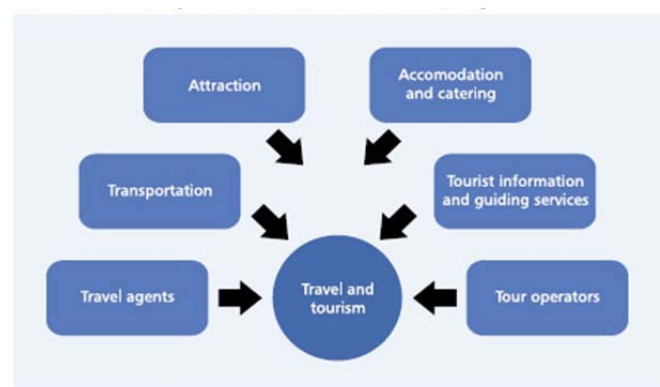 Attraction
Accomodation
and catering
Transportation
Tourist information
and guiding services
Travel agents
Travel and
tourism
Tour operators